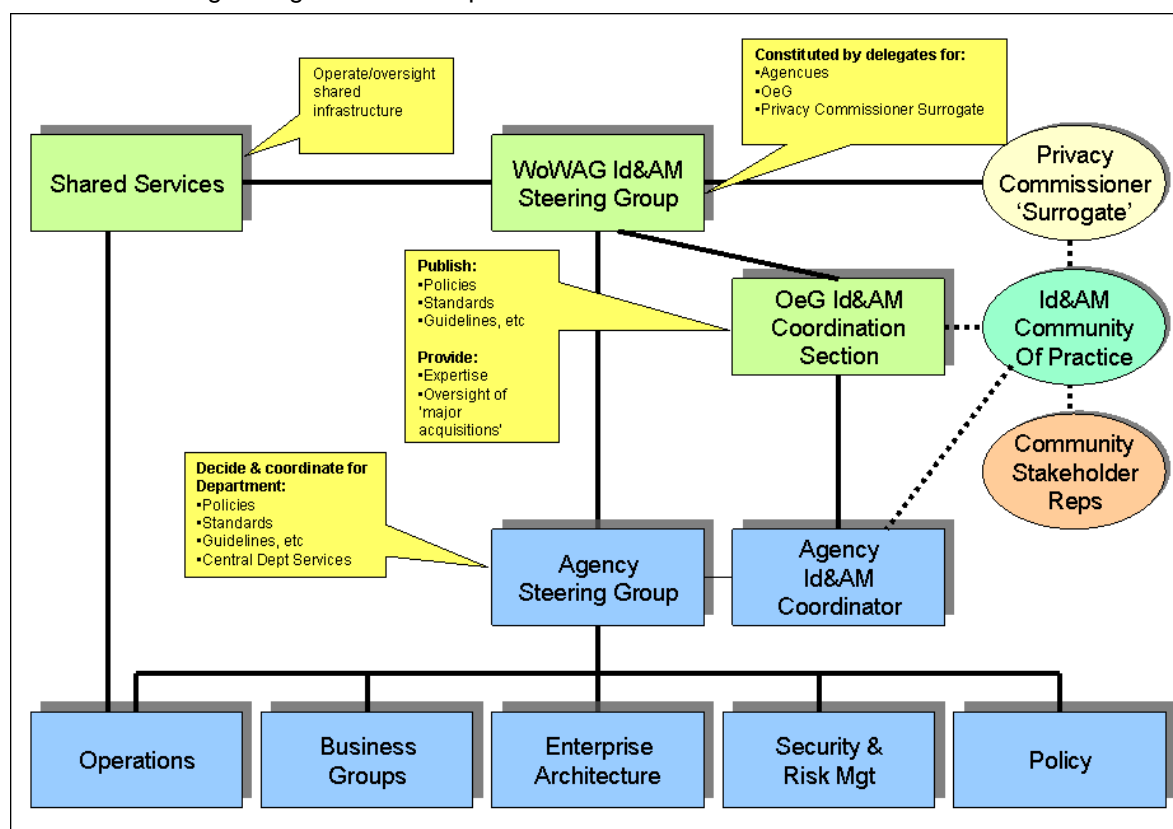 Operate/oversight
shared
infrastructure
Constituted by delegates for:
▪Agencues
▪OeG
▪Privacy Commissioner Surrogate
Shared Services
WoWAG Id&AM
Steering Group
Privacy
Commissioner
‘Surrogate’
Publish:
▪Policies
▪Standards
▪Guidelines, etc
Provide:
▪Expertise
▪Oversight of
'major
acquisitions'
OeG Id&AM
Coordination
Section
Id&AM
Community
Of Practice
Community
Stakeholder
Reps
Decide & coordinate for
Department:
▪Policies
▪Standards
▪Guidelines, etc
▪Central Dept Services
Agency
Steering Group
Agency
Id&AM
Coordinator
Operations
Business
Groups
Enterprise
Architecture
Security &
Risk Mgt
Policy